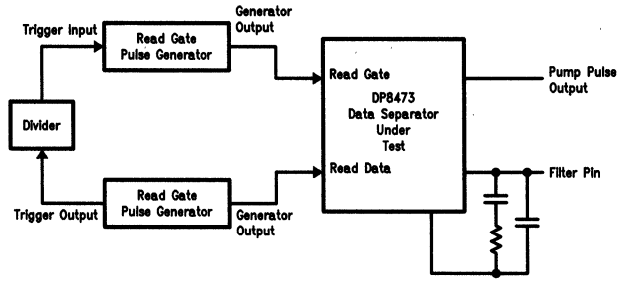 Trigger Input
Read Gate
Pulse Generator
Generator
Output
Read Gate
DP8473
Data Separator
Under
Test
Read Data
Pump Pulse
Output
Divider
Filter Pin
Trigger Output
Read Gate
Pulse Generator
Generator
Output